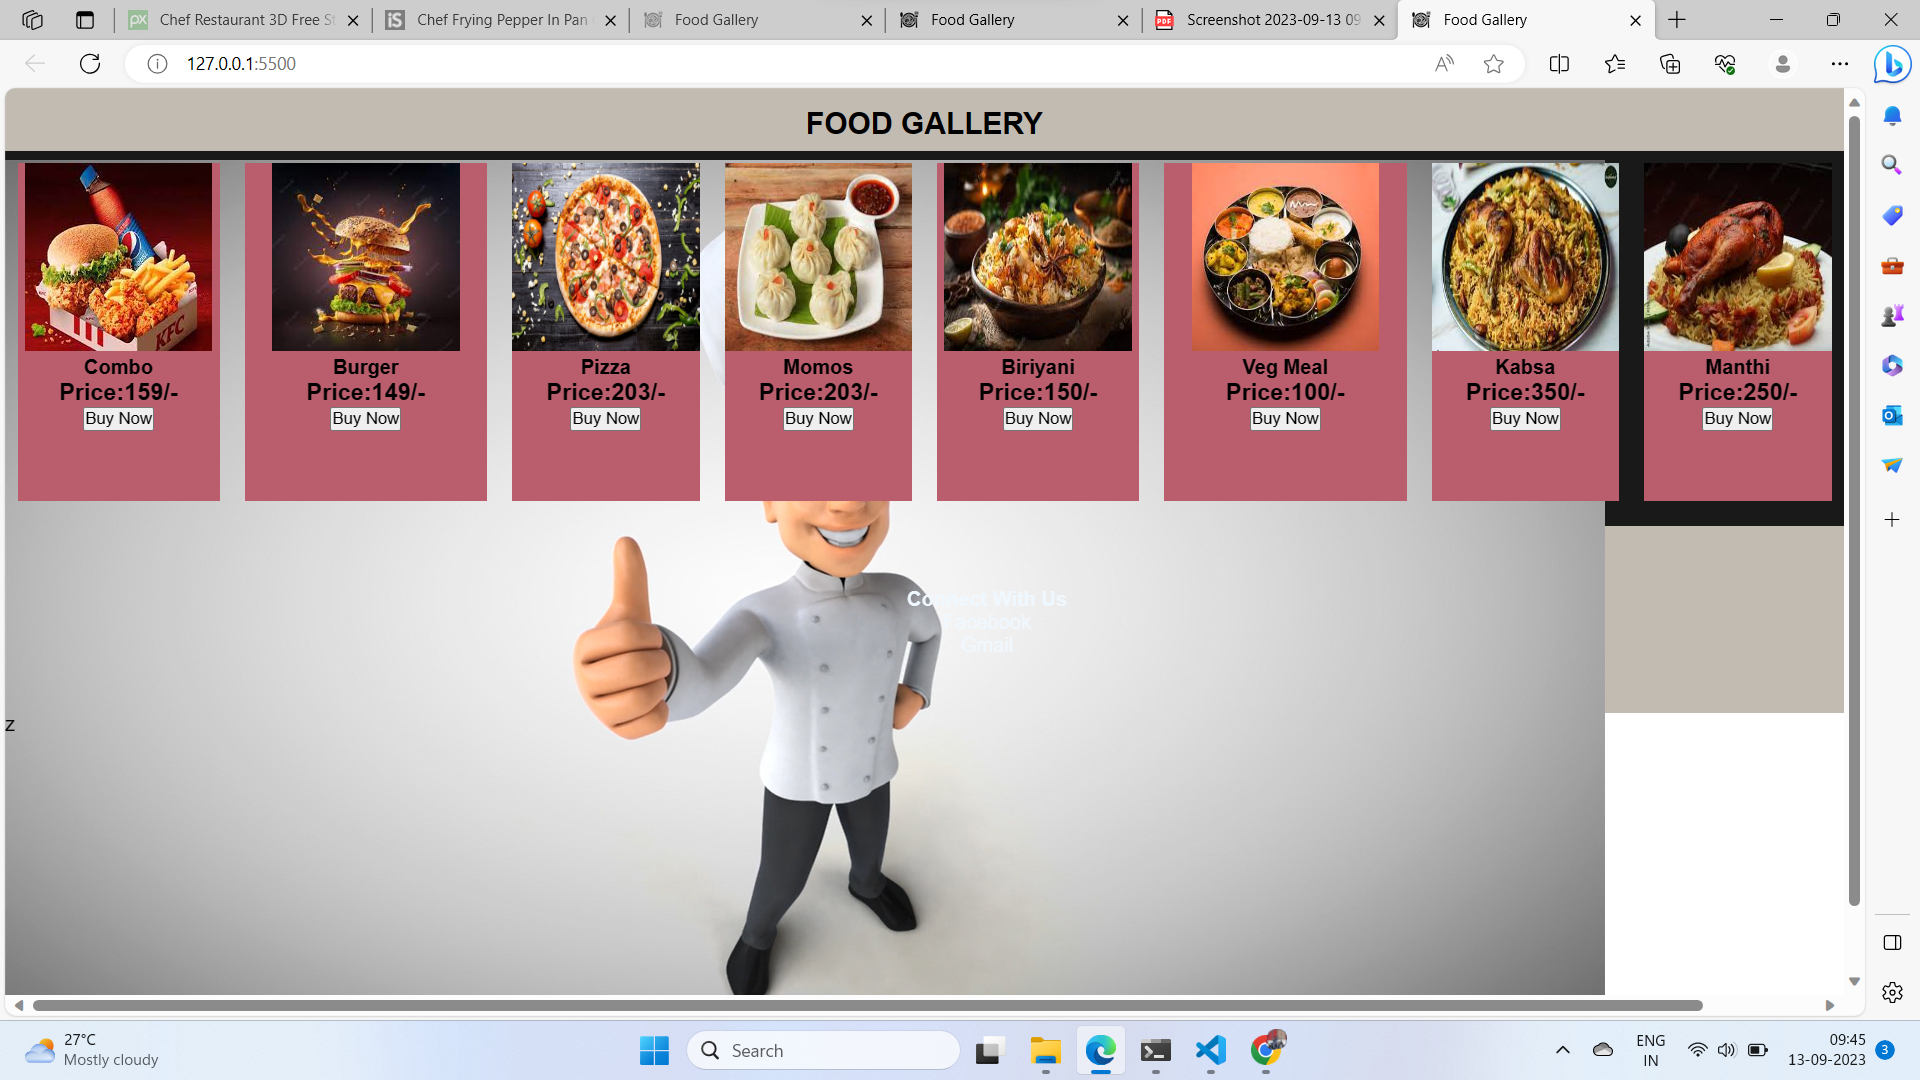 Chef Restaurant 3D Free St
Chef Frying Pepper In Pan
Food Gallery
Food Gallery
Screenshot 2023-09-13 09
Food Gallery
127.0.0.1:5500
FOOD GALLERY
KFC
Combo
Price:159/-
Buy Now
Burger
Price:149/-
Buy Now
Pizza
Price:203/-
Buy Now
Momos
Price:203/-
Buy Now
Biriyani
Price:150/-
Buy Now
Veg Meal
Price:100/-
Buy Now
Kabsa
Price:350/-
Buy Now
Manthi
Price:250/-
Buy Now
Connect With Us
Facebook
Gmail
z
27°C
Mostly cloudy
Search
ENG
IN
09:45
13-09-2023
3